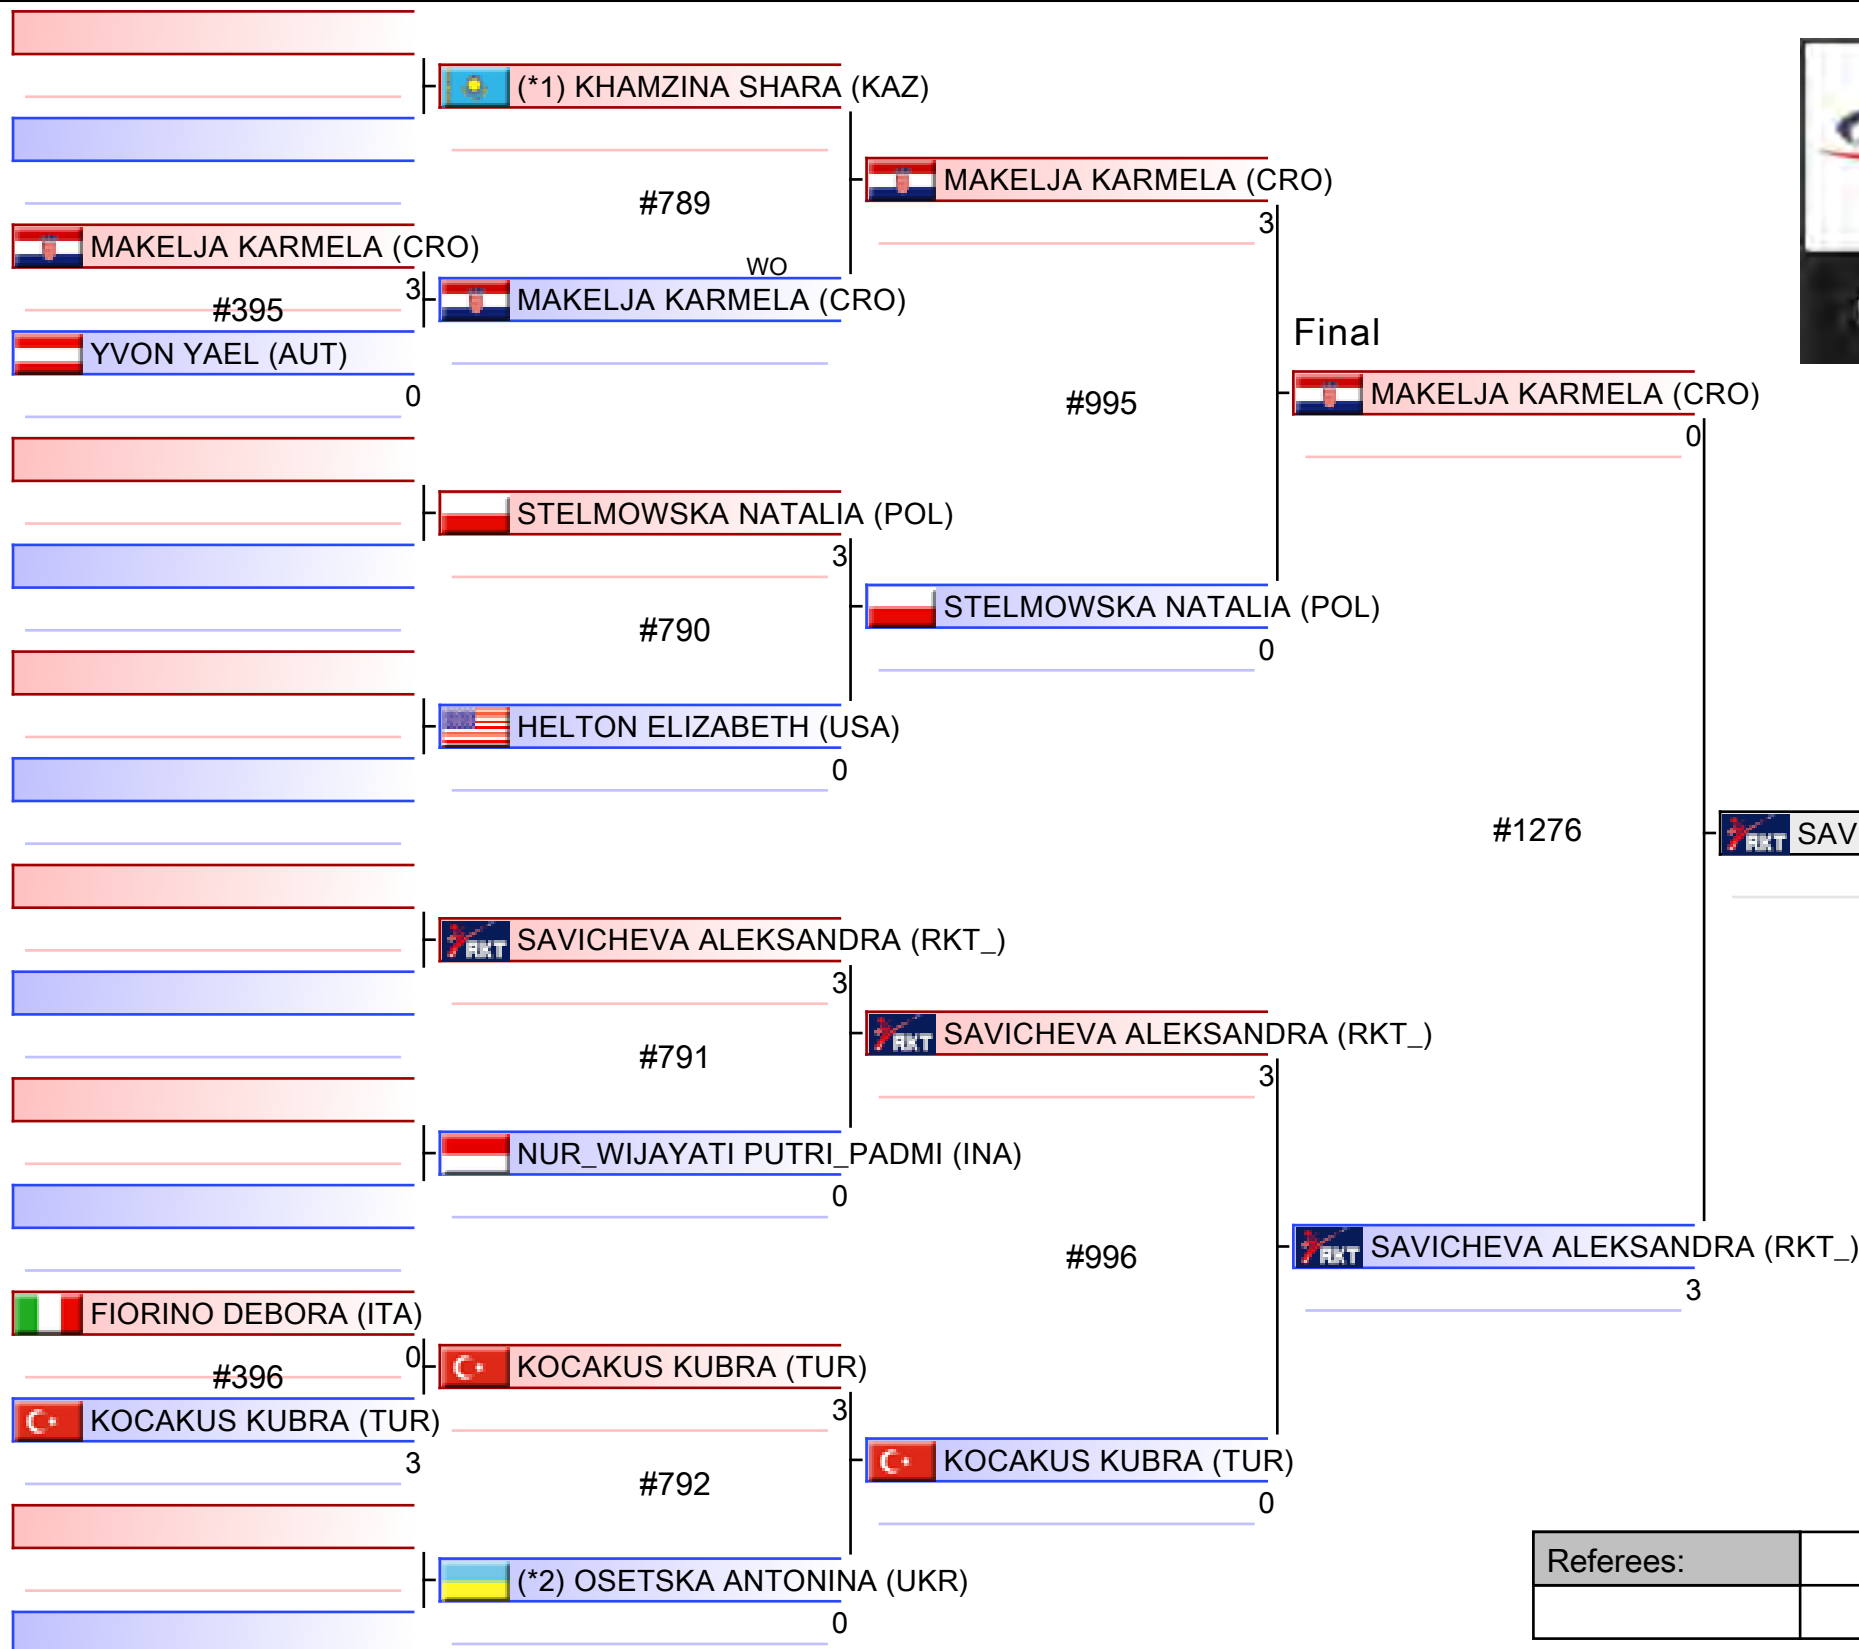 (*1) KHAMZINA SHARA (KAZ)
#789
WO
MAKELJA KARMELA (CRO)
3
#395
YVON YAEL (AUT)
0
MAKELJA KARMELA (CRO)
MAKELJA KARMELA (CRO)
3
#995
STELMOWSKA NATALIA (POL)
3
#790
HELTON ELIZABETH (USA)
0
STELMOWSKA NATALIA (POL)
0
Final
MAKELJA KARMELA (CRO)
0
#1276
RKT SAV
RKT SAVICHEVA ALEKSANDRA (RKT_)
3
#791
NUR_WIJAYATI PUTRI_PADMI (INA)
0
RKT SAVICHEVA ALEKSANDRA (RKT_)
3
#996
RKT SAVICHEVA ALEKSANDRA (RKT_)
3
FIORINO DEBORA (ITA)
0
#396
KOCAKUS KUBRA (TUR)
3
KOCAKUS KUBRA (TUR)
3
#792
(*2) OSETSKA ANTONINA (UKR)
0
KOCAKUS KUBRA (TUR)
0
Referees: